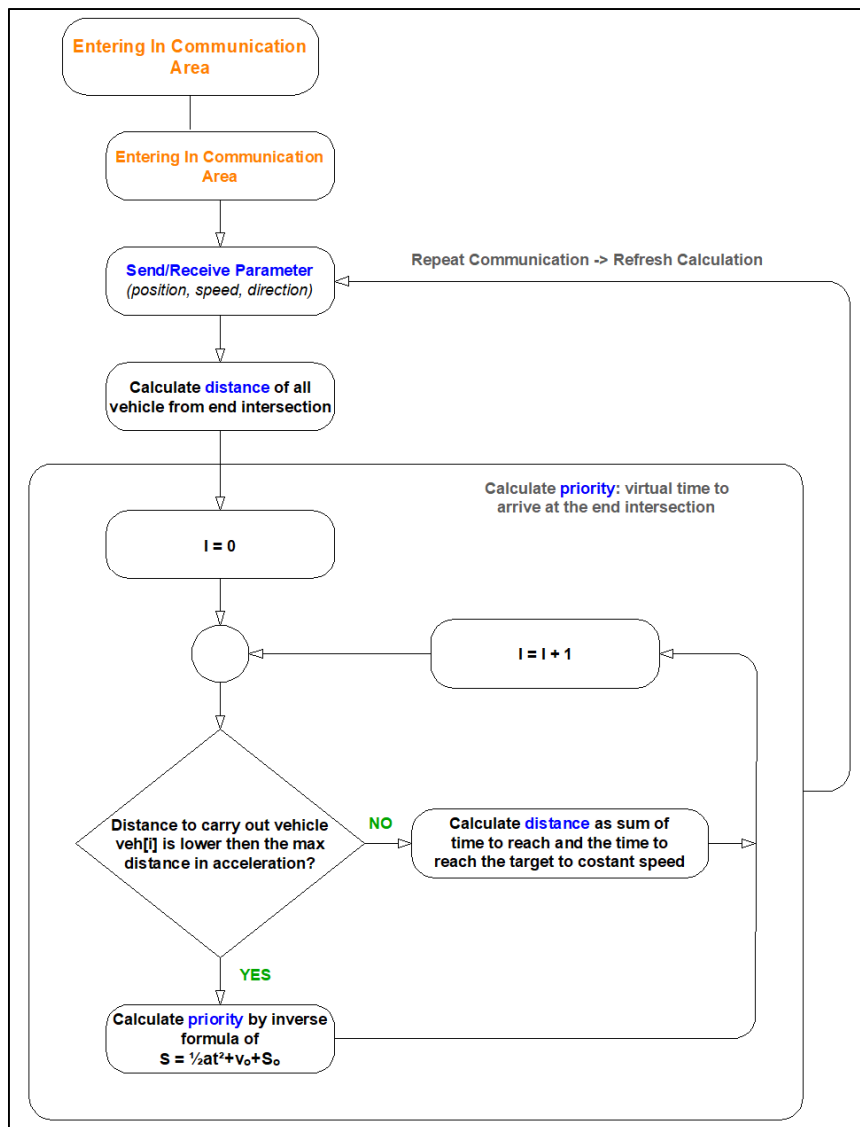 Entering In Communication
Area
Entering In Communication
Area
Send/Receive Parameter
(position, speed, direction)
Repeat Communication -> Refresh Calculation
Calculate distance of all
vehicle from end intersection
Calculate priority: virtual time to
arrive at the end intersection
I = 0
I = I + 1
Distance to carry out vehicle
veh[i] is lower then the max
distance in acceleration?
NO
Calculate distance as sum of
time to reach and the time to
reach the target to costant speed
YES
Calculate priority by inverse
formula of
S = ½at²+vₒ+Sₒ